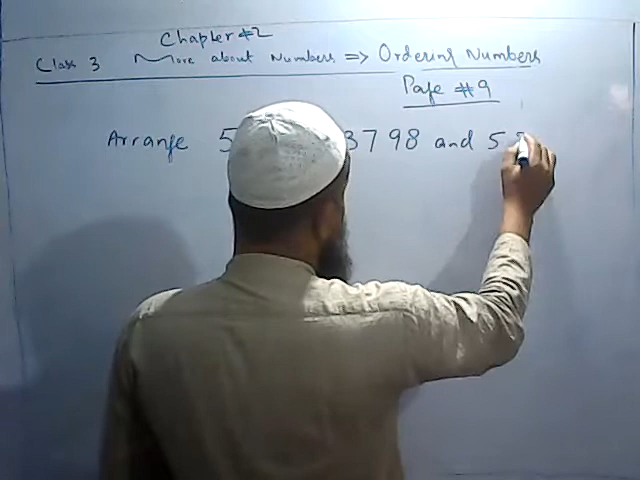 Chapter #2
Class 3 More about Numbers => Ordering Numbers
Page #9
Arrange 5 3798 and 5